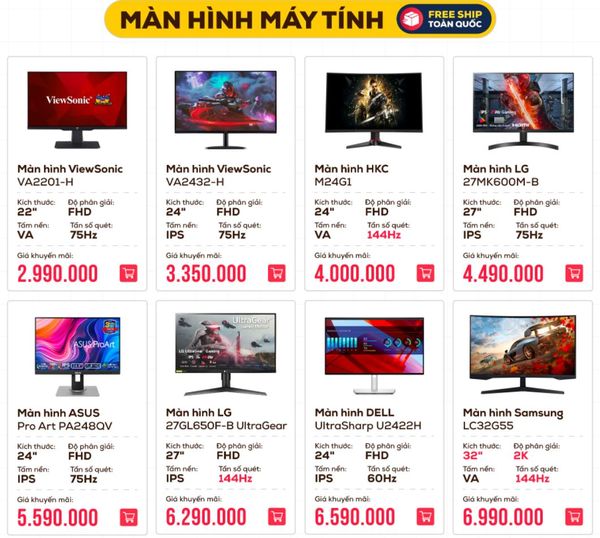 MÀN HÌNH MÁY TÍNH
FREE SHIP
TOÀN QUỐC
ViewSonic
Màn hình ViewSonic
VA2201-H
Kích thước: Độ phân giải:
22" FHD
Tấm nền: Tần số quét:
VA 75Hz
Giá khuyến mãi:
2.990.000
Màn hình ViewSonic
VA2432-H
Kích thước: Độ phân giải:
24" FHD
Tấm nền: Tần số quét:
IPS 75Hz
Giá khuyến mãi:
3.350.000
Màn hình HKC
M24G1
Kích thước: Độ phân giải:
24" FHD
Tấm nền: Tần số quét:
VA 144Hz
Giá khuyến mãi:
4.000.000
Màn hình LG
27MK600M-B
Kích thước: Độ phân giải:
27" FHD
Tấm nền: Tần số quét:
IPS 75Hz
Giá khuyến mãi:
4.490.000
ASUS ProArt
Màn hình ASUS
Pro Art PA248QV
Kích thước: Độ phân giải:
24" FHD
Tấm nền: Tần số quét:
IPS 75Hz
Giá khuyến mãi:
5.590.000
UltraGear
Màn hình LG
27GL650F-B UltraGear
Kích thước: Độ phân giải:
27" FHD
Tấm nền: Tần số quét:
IPS 144Hz
Giá khuyến mãi:
6.290.000
Màn hình DELL
UltraSharp U2422H
Kích thước: Độ phân giải:
24" FHD
Tấm nền: Tần số quét:
IPS 60Hz
Giá khuyến mãi:
6.590.000
Màn hình Samsung
LC32G55
Kích thước: Độ phân giải:
32" 2K
Tấm nền: Tần số quét:
VA 144Hz
Giá khuyến mãi:
6.990.000